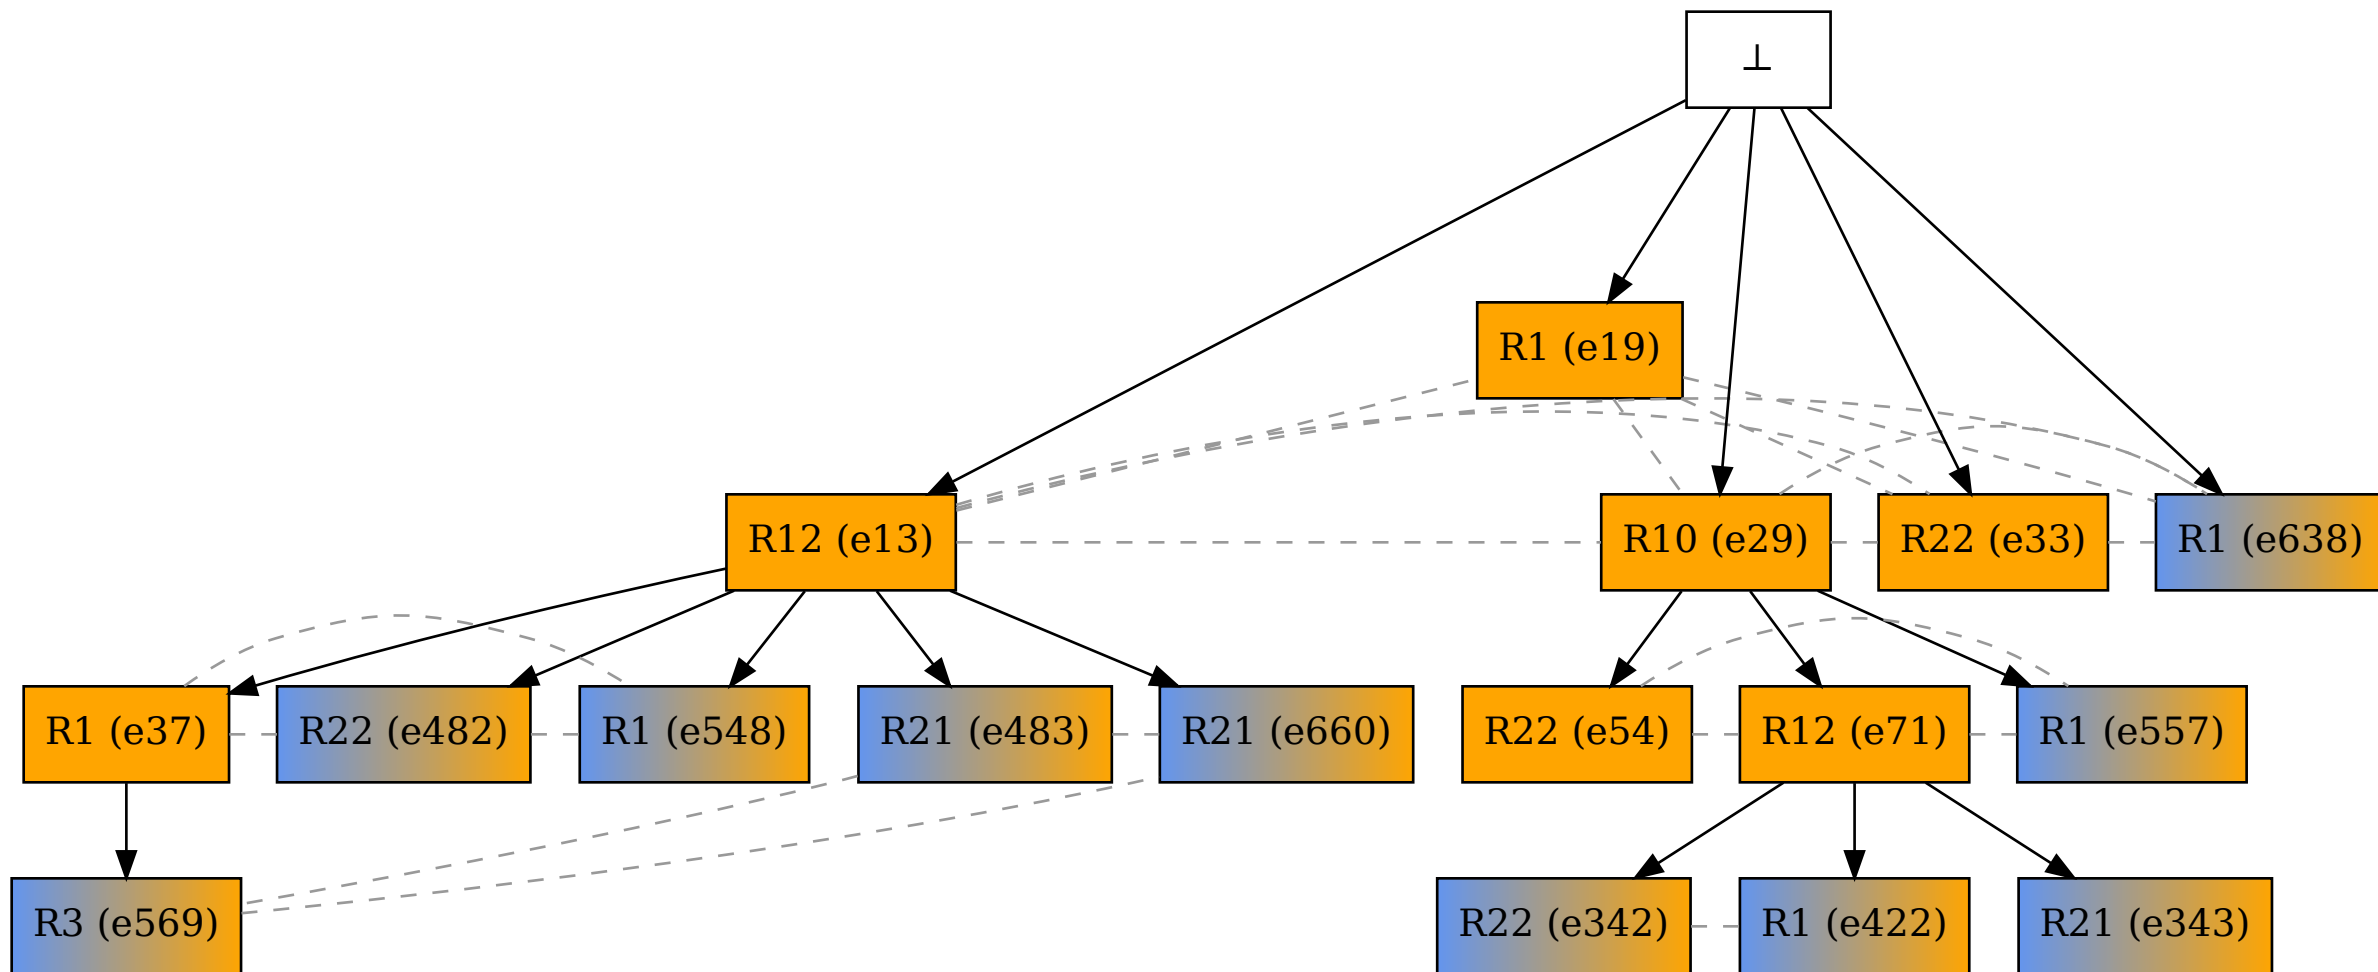 ⊥
R1 (e19)
R12 (e13)
R10 (e29)
R22 (e33)
R1 (e638)
R1 (e37)
R22 (e482)
R1 (e548)
R21 (e483)
R21 (e660)
R22 (e54)
R12 (e71)
R1 (e557)
R3 (e569)
R22 (e342)
R1 (e422)
R21 (e343)